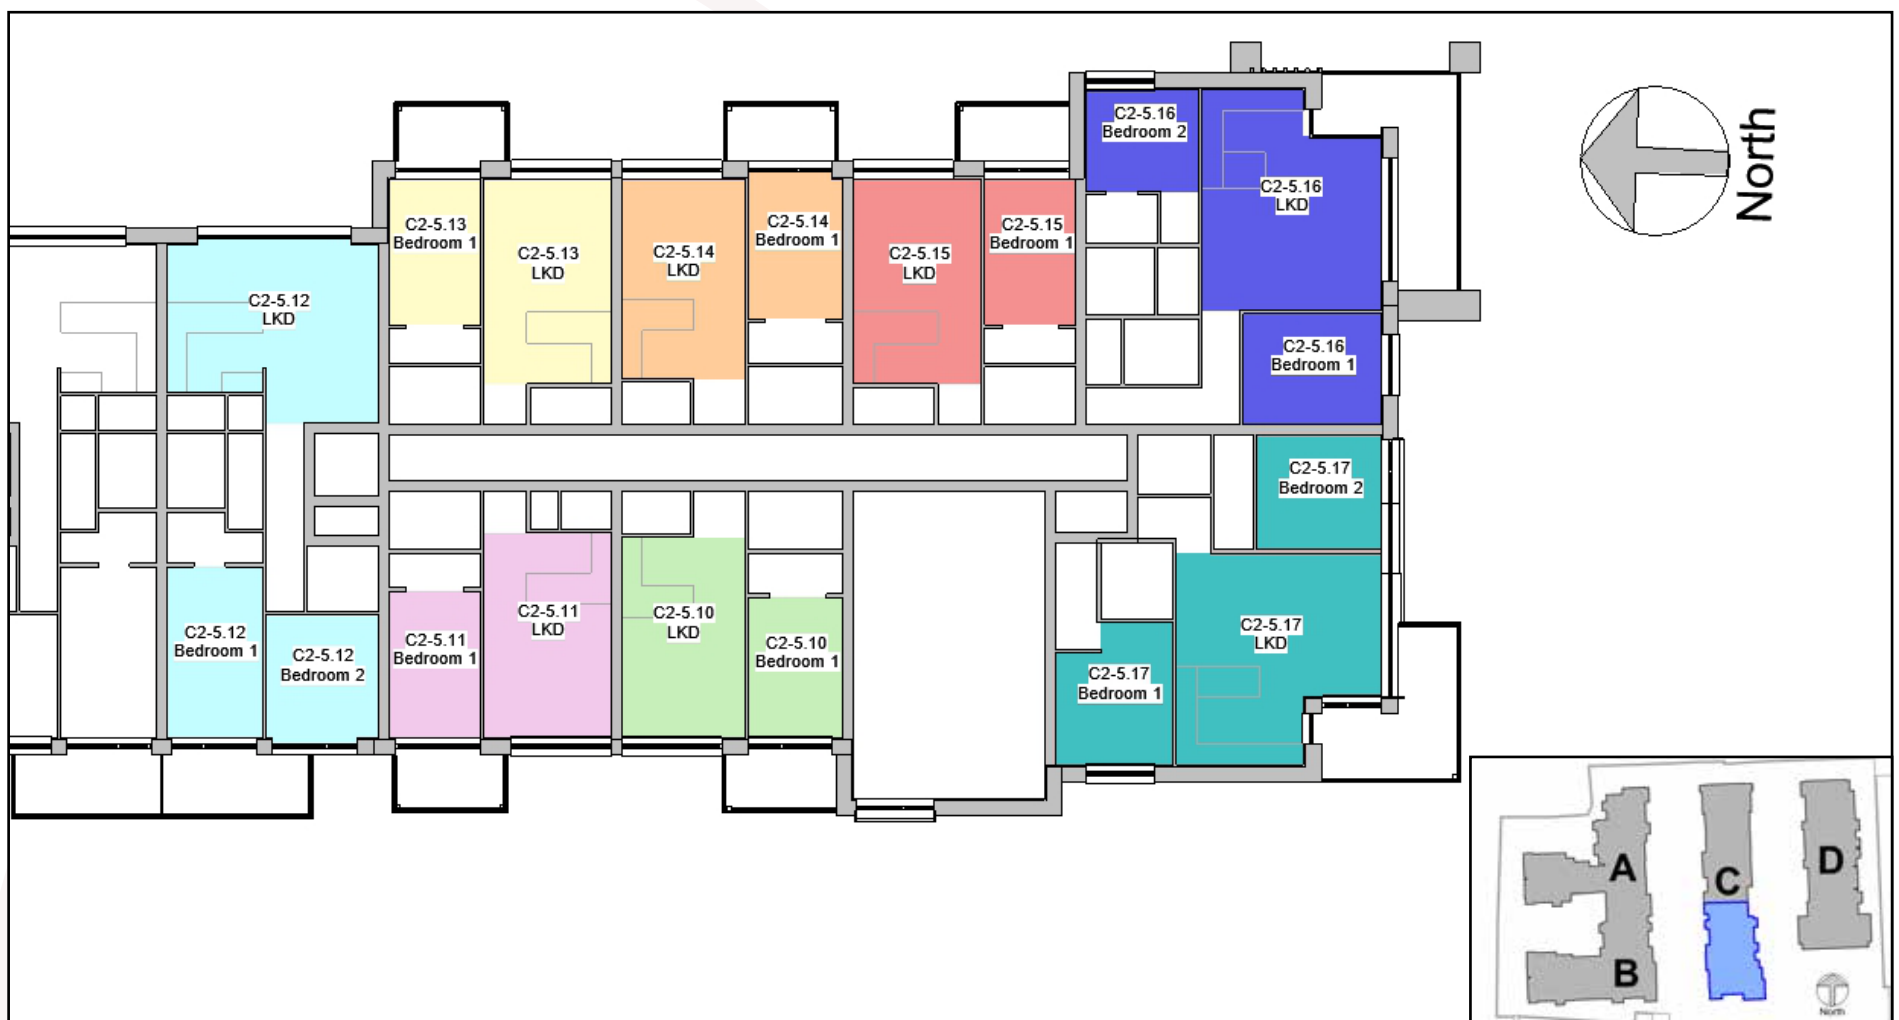 C2-5.16
Bedroom 2
C2-5.16
LKD
North
C2-5.13
Bedroom 1
C2-5.13
LKD
C2-5.14
LKD
C2-5.14
Bedroom 1
C2-5.15
LKD
C2-5.15
Bedroom 1
C2-5.12
LKD
C2-5.16
Bedroom 1
C2-5.17
Bedroom 2
C2-5.12
Bedroom 1
C2-5.12
Bedroom 2
C2-5.11
Bedroom 1
C2-5.11
LKD
C2-5.10
LKD
C2-5.10
Bedroom 1
C2-5.17
Bedroom 1
C2-5.17
LKD
A
C
D
B
North